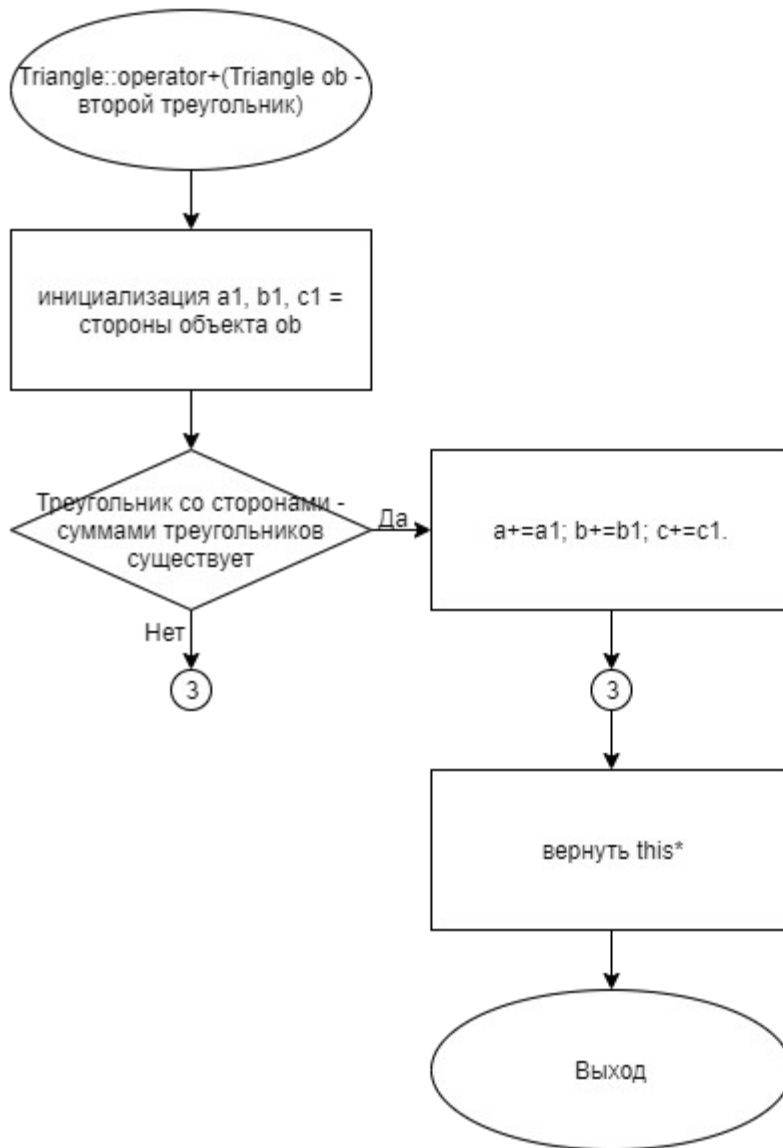 Triangle::operator+(Triangle ob -
второй треугольник)
инициализация a1, b1, c1 =
стороны объекта ob
Треугольник со сторонами -
суммами треугольников
существует
Да
a+=a1; b+=b1; c+=c1.
Нет
3
3
вернуть this*
Выход